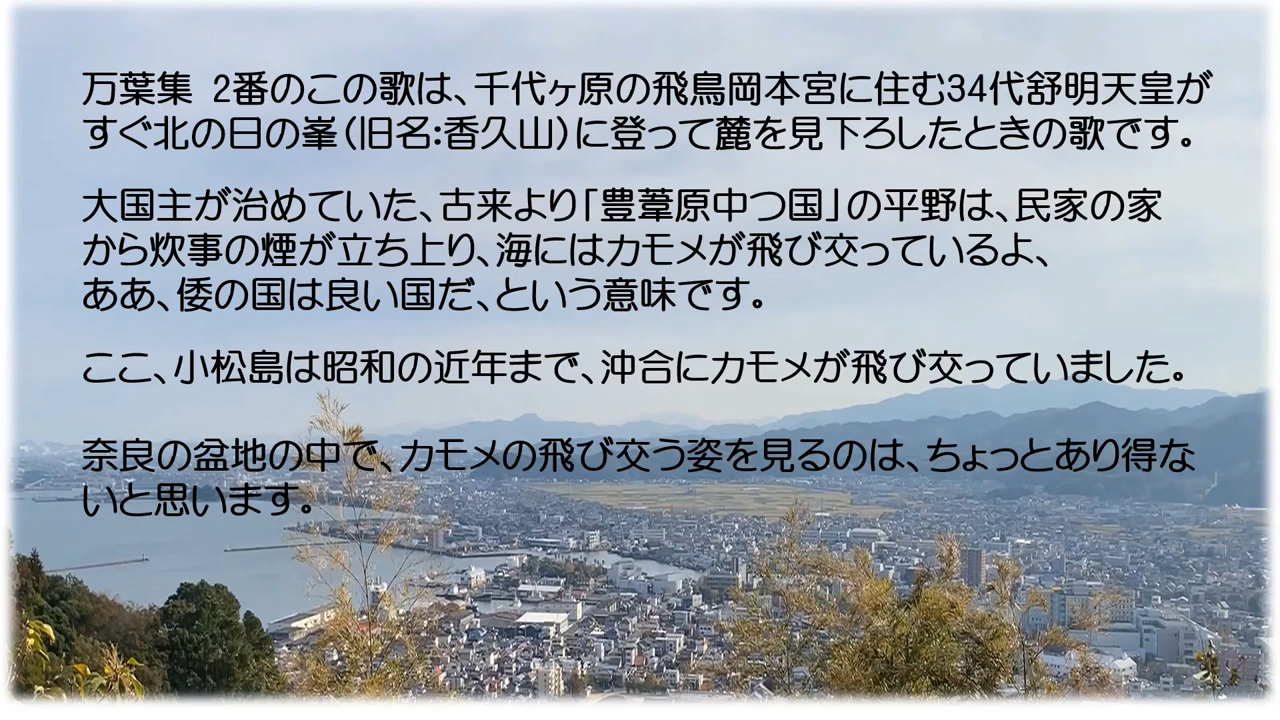 万葉集 2番のこの歌は、千代ヶ原の飛鳥岡本宮に住む34代舒明天皇が
すぐ北の日の峯(旧名:香久山)に登って麓を見下ろしたときの歌です。
大国主が治めていた、古来より「豊葦原中つ国」の平野は、民家の家
から炊事の煙が立ち上り、海にはカモメが飛び交っているよ、
ああ、倭の国は良い国だ、という意味です。
ここ、小松島は昭和の近年まで、沖合にカモメが飛び交っていました。
奈良の盆地の中で、カモメの飛び交う姿を見るのは、ちょっとあり得な
いと思います。